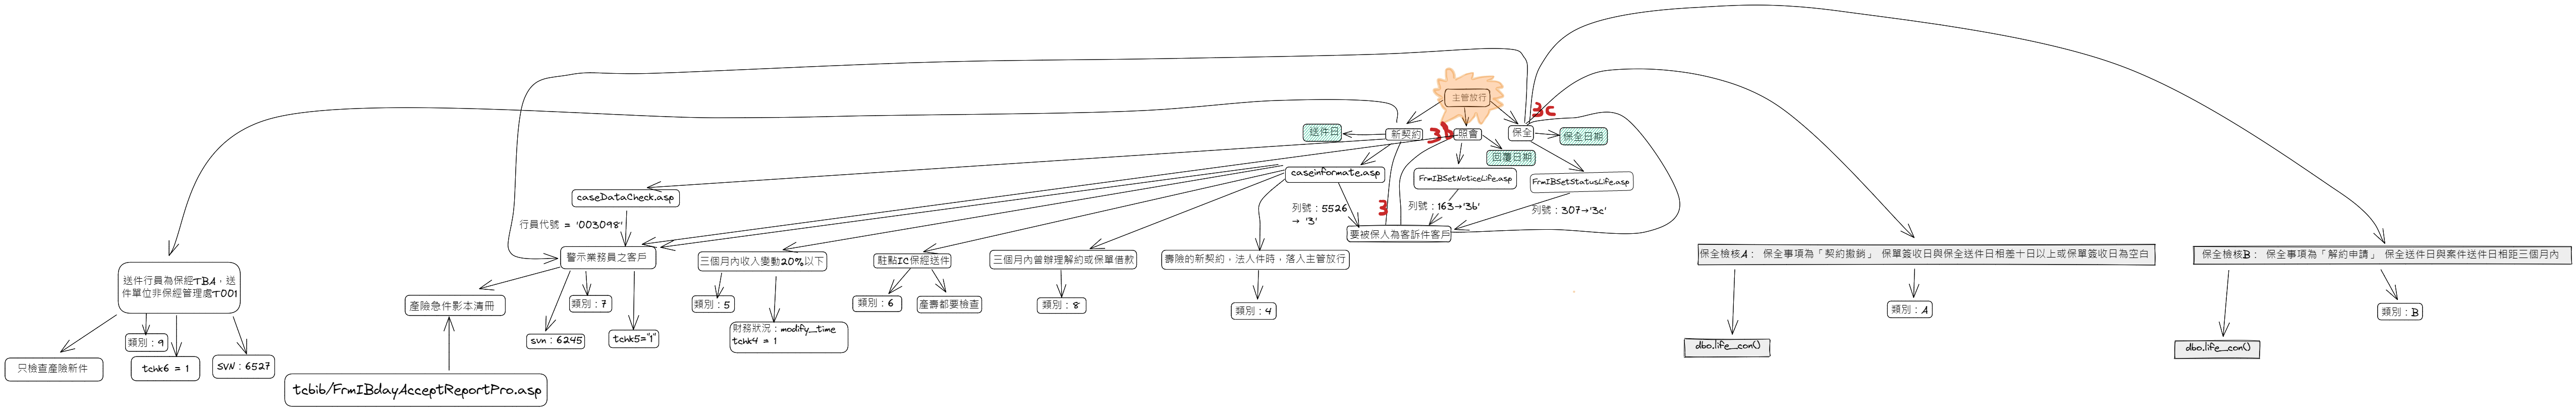 主管放行
3c
送件日
新契約
3b
照會
保全
保全日期
回覆日期
caseinformate.asp
FrmIBSetNoticeLife.asp
FrmIBSetStatusLife.asp
caseDataCheck.asp
列號：5526
→ '3'
3
列號：163→'3b'
列號：307→'3c'
行員代號 = '003098'
要被保人為客訴件客戶
警示業務員之客戶
三個月內收入變動20%以下
駐點IC保經送件
三個月內曾辦理解約或保單借款
壽險的新契約，法人件時，落入主管放行
保全檢核A： 保全事項為「契約撤銷」 保單簽收日與保全送件日相差十日以上或保單簽收日為空白
保全檢核B： 保全事項為「解約申請」 保全送件日與案件送件日相距三個月內
送件行員為保經TBA，送
件單位非保經管理處T001
產險急件影本清冊
類別：7
類別：5
類別：6
產壽都要檢查
類別：8
類別：4
類別：A
類別：B
類別：9
svn：6245
tchk5="1"
財務狀況：modify_time
tchk4 = 1
dbo.life_con()
dbo.life_con()
只檢查產險新件
tchk6 = 1
SVN：6527
tcbib/FrmIBdayAcceptReportPro.asp